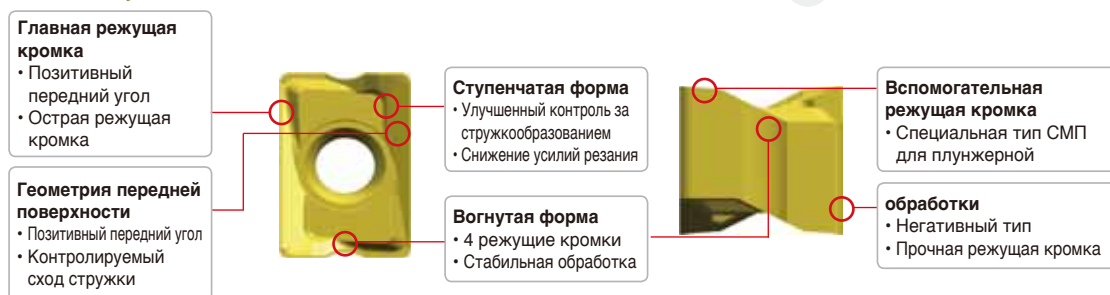 Главная режущая
кромка
• Позитивный
передний угол
• Острая режущая
кромка
Геометрия передней
поверхности
• Позитивный передний угол
• Контролируемый
сход стружки
Ступенчатая форма
• Улучшенный контроль за
стружкообразованием
• Снижение усилий резания
Вогнутая форма
• 4 режущие кромки
• Стабильная обработка
Вспомогательная
режущая кромка
• Специальная тип СМП
для плунжерной
обработки
• Негативный тип
• Прочная режущая кромка